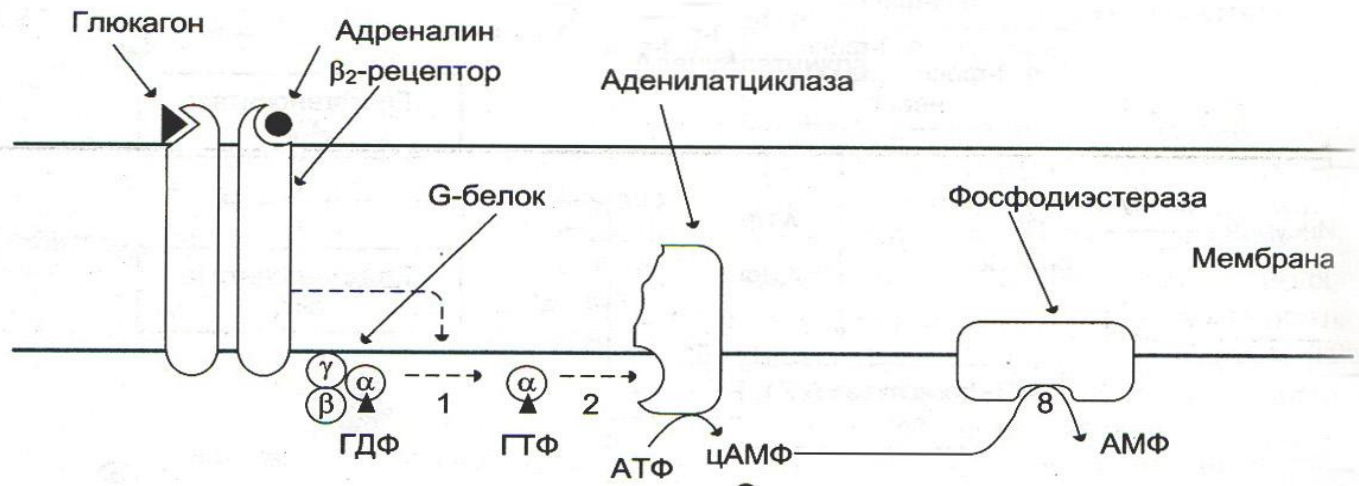 Глюкагон
Адреналин
β₂-рецептор
Аденилатциклаза
G-белок
Фосфодиэстераза
Мембрана
γ
α
β
1
α
2
8
ГДФ
ГТФ
АТФ
цАМФ
АМФ